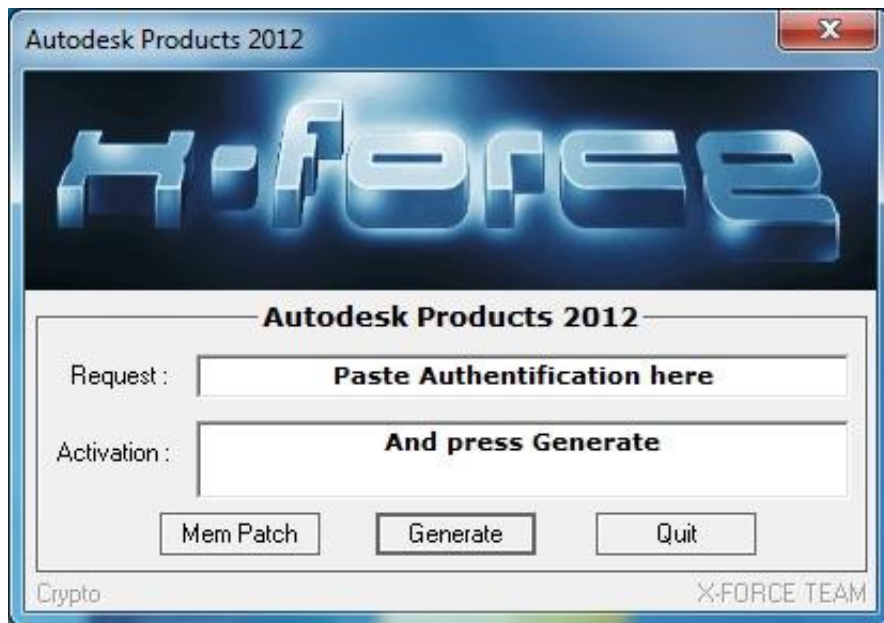 Autodesk Products 2012
X
x-force
Autodesk Products 2012
Request :
Paste Authentification here
Activation :
And press Generate
Mem Patch
Generate
Quit
Crypto
X-FORCE TEAM